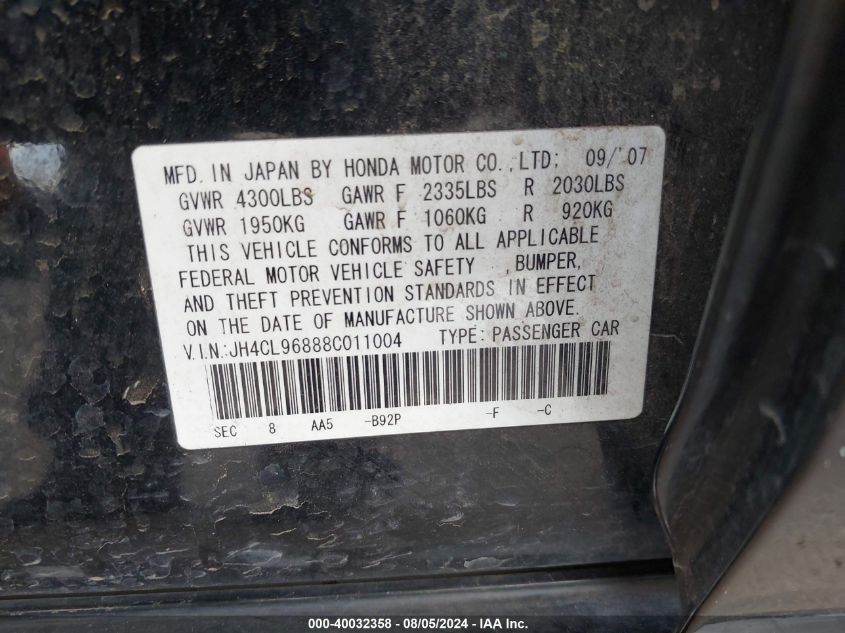 MFD. IN JAPAN BY HONDA MOTOR CO.,LTD; 09/'07
GVWR 4300LBS GAWR F 2335LBS R 2030LBS
GVWR 1950KG GAWR F 1060KG R 920KG
THIS VEHICLE CONFORMS TO ALL APPLICABLE
FEDERAL MOTOR VEHICLE SAFETY ,BUMPER,
AND THEFT PREVENTION STANDARDS IN EFFECT
ON THE DATE OF MANUFACTURE SHOWN ABOVE.
V.I.N.:JH4CL96888C011004 TYPE: PASSENGER CAR
SEC 8 AA5 -B92P -F -C
000-40032358 - 08/05/2024 - IAA Inc.